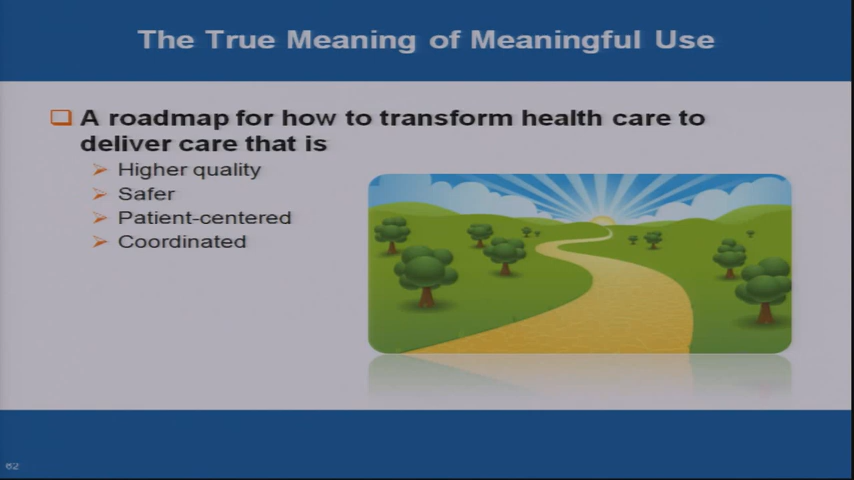 The True Meaning of Meaningful Use
A roadmap for how to transform health care to
deliver care that is
Higher quality
Safer
Patient-centered
Coordinated
62